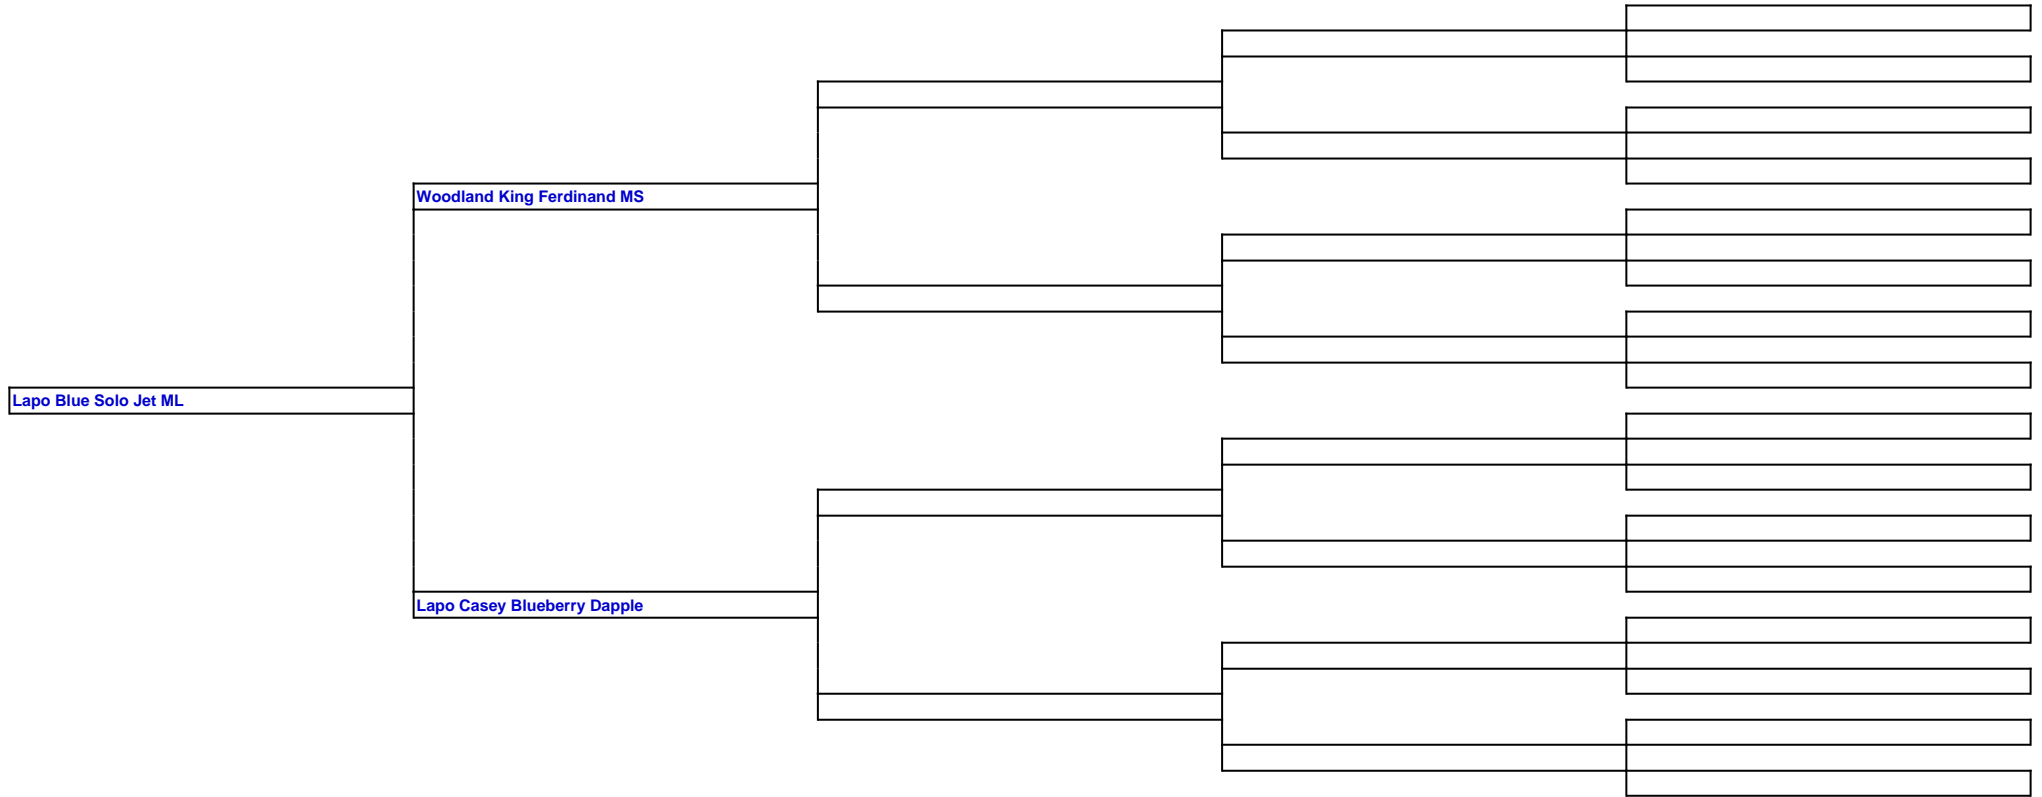 Woodland King Ferdinand MS
Lapo Blue Solo Jet ML
Lapo Casey Blueberry Dapple